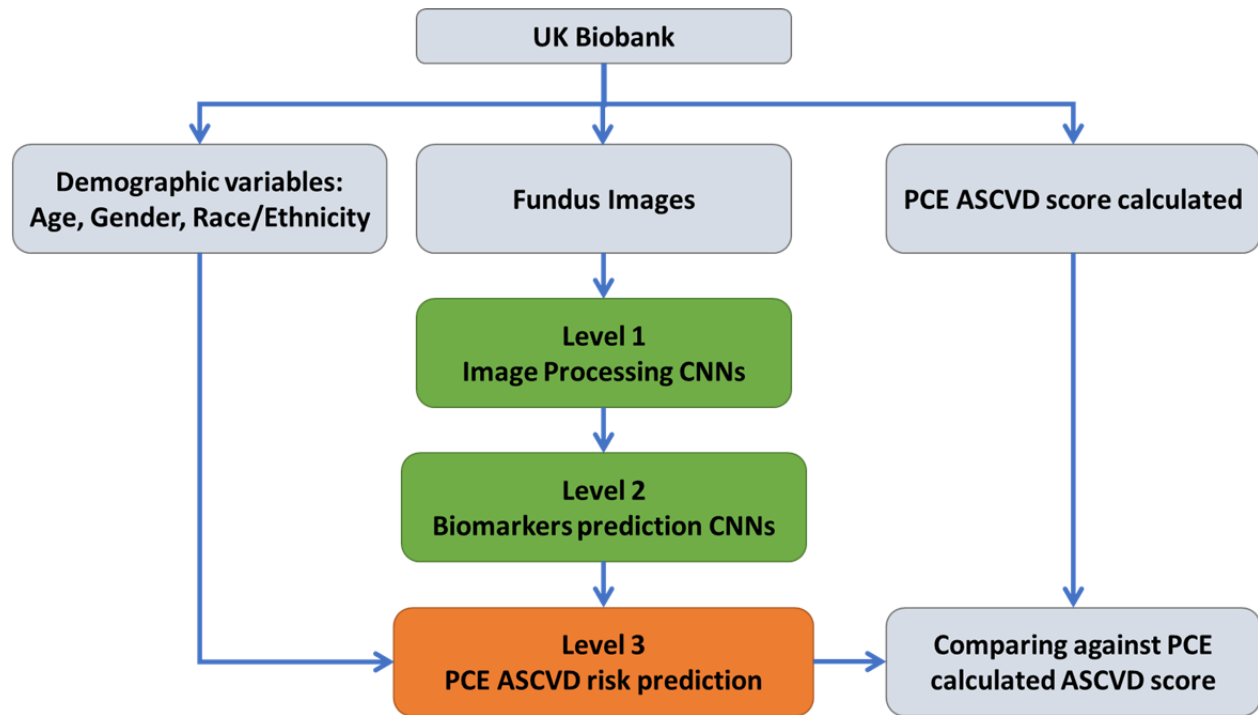 UK Biobank
Demographic variables:
Age, Gender, Race/Ethnicity
Fundus Images
PCE ASCVD score calculated
Level 1
Image Processing CNNs
Level 2
Biomarkers prediction CNNs
Level 3
PCE ASCVD risk prediction
Comparing against PCE
calculated ASCVD score